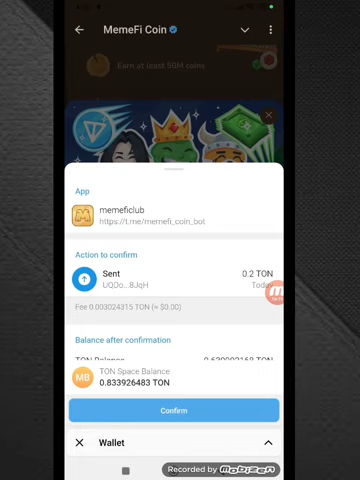 MemeFi Coin
Earn at least 50M coins
App
memeficlub
https://t.me/memefi_coin_bot
Action to confirm
Sent
0.2 TON
UQDo...8JqH
Today
Fee 0.003024315 TON (≈ $0.00)
Balance after confirmation
TON Balance
MB
TON Space Balance
0.833926483 TON
Confirm
Wallet
Recorded by MOBIZEN